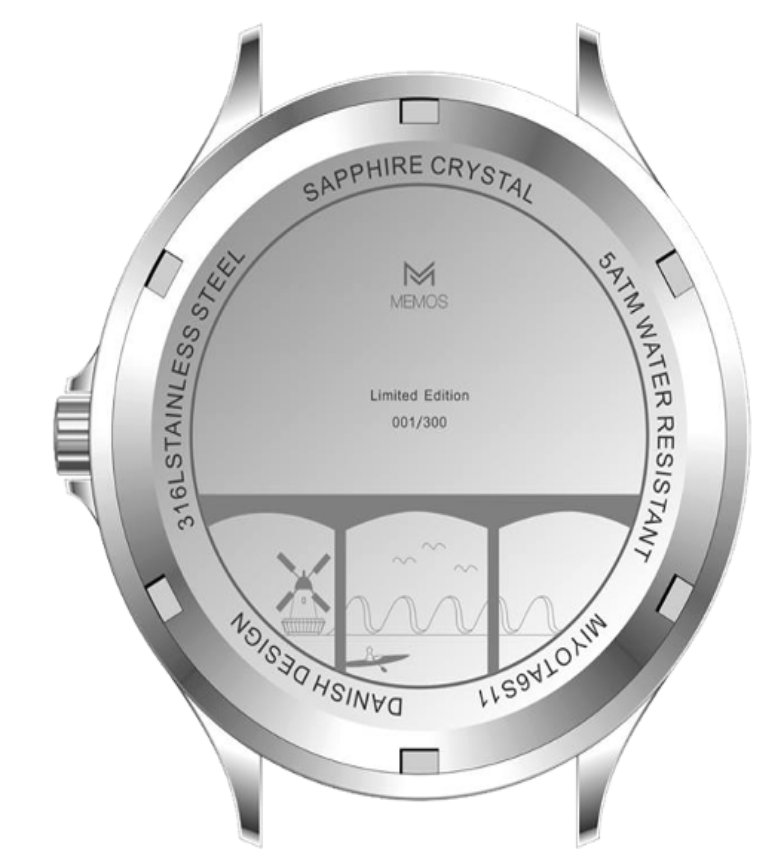 SAPPHIRE CRYSTAL
5ATM WATER RESISTANT
MIYOTA6S11
DANISH DESIGN
316LSTAINLESS STEEL
MEMOS
Limited Edition
001/300